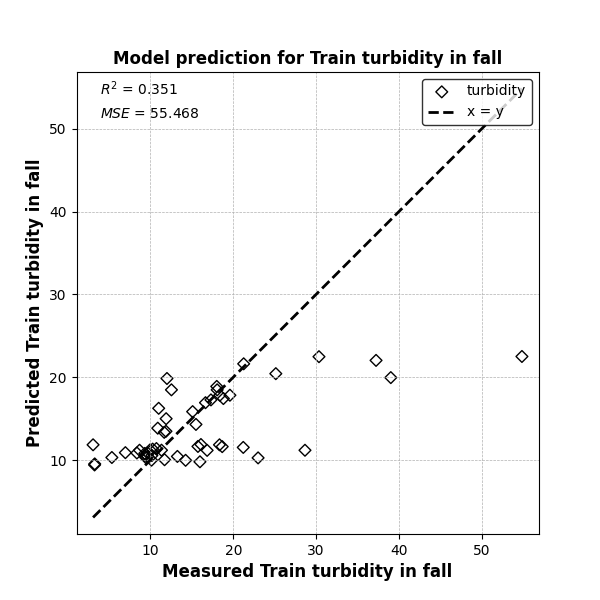 Model prediction for Train turbidity in fall
R² = 0.351
MSE = 55.468
turbidity
x = y
50
40
30
20
10
Predicted Train turbidity in fall
10 20 30 40 50
Measured Train turbidity in fall